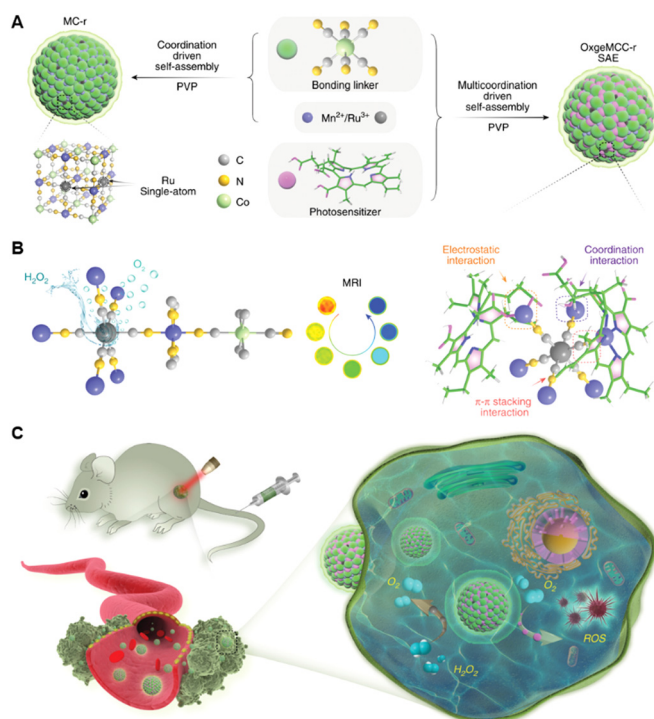 A
MC-r
Coordination
driven
self-assembly
PVP
Bonding linker
Mn²⁺/Ru³⁺
Photosensitizer
Multicoordination
driven
self-assembly
PVP
OxgeMCC-r
SAE
Ru
Single-atom
C
N
Co
B
H₂O₂
O₂
MRI
Electrostatic
interaction
Coordination
interaction
π-π stacking
interaction
C
O₂
O₂
H₂O₂
ROS